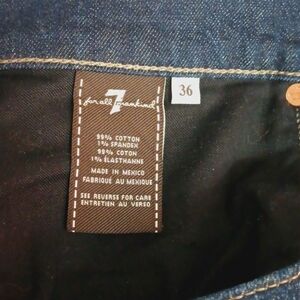 7
for all mankind
36
99% COTTON
1% SPANDEX
99% COTON
1% ÉLASTHANNE
MADE IN MEXICO
FABRIQUÉ AU MEXIQUE
SEE REVERSE FOR CARE
ENTRETIEN AU VERSO